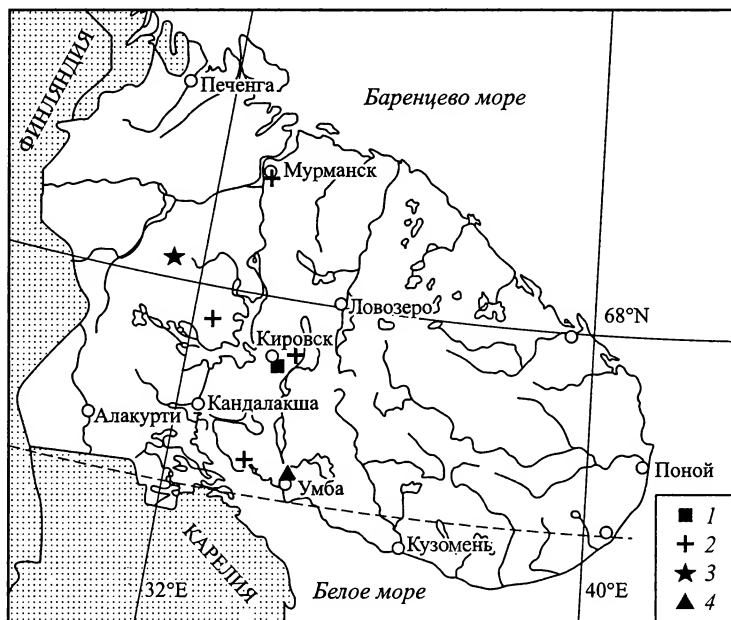 ФИНЛЯНДИЯ
Печенга
Баренцево море
Мурманск
Ловозеро
68°N
Кировск
Кандалакша
Алакурти
Умба
Поной
КАРЕЛИЯ
Кузомень
32°E
Белое море
40°E
1
2
3
4